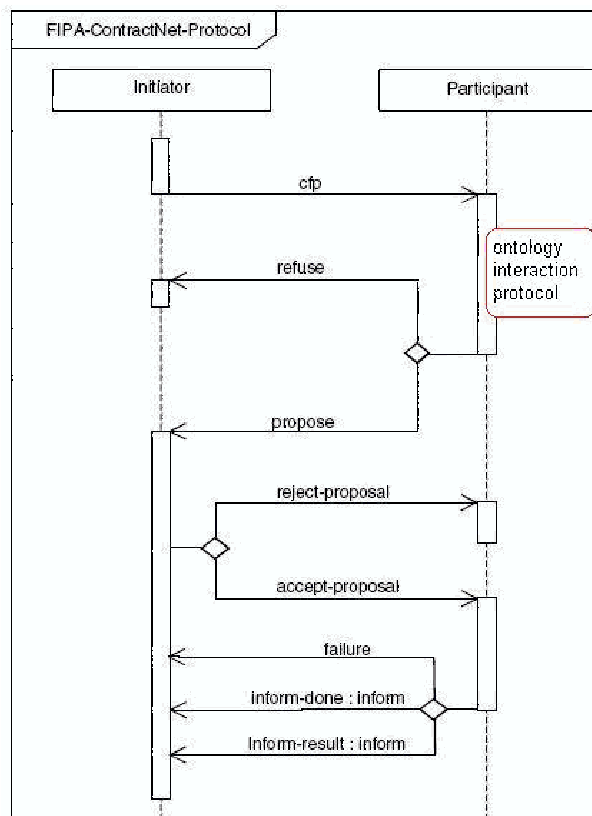 FIPA-ContractNet-Protocol
Initiator
Participant
cfp
ontology
interaction
protocol
refuse
propose
reject-proposal
accept-proposal
failure
inform-done : inform
Inform-result : inform